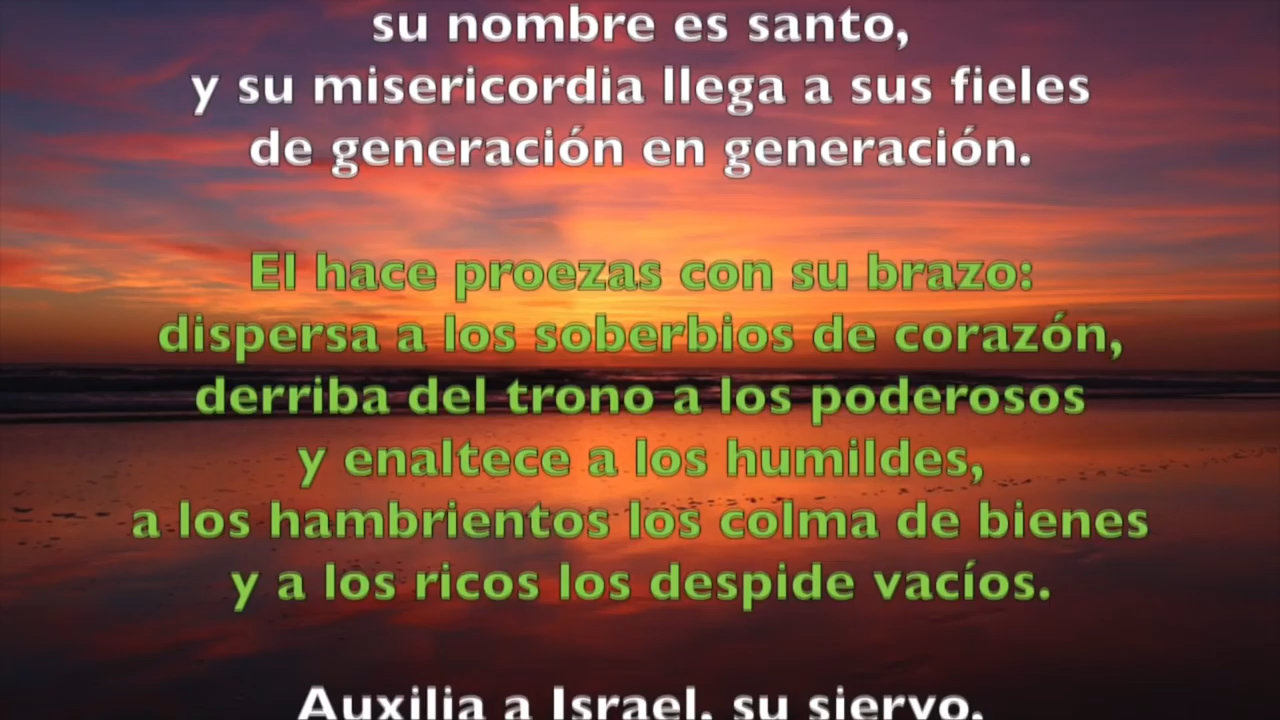 su nombre es santo,
y su misericordia llega a sus fieles
de generación en generación.
El hace proezas con su brazo:
dispersa a los soberbios de corazón,
derriba del trono a los poderosos
y enaltece a los humildes,
a los hambrientos los colma de bienes
y a los ricos los despide vacíos.
Auxilia a Israel, su siervo,